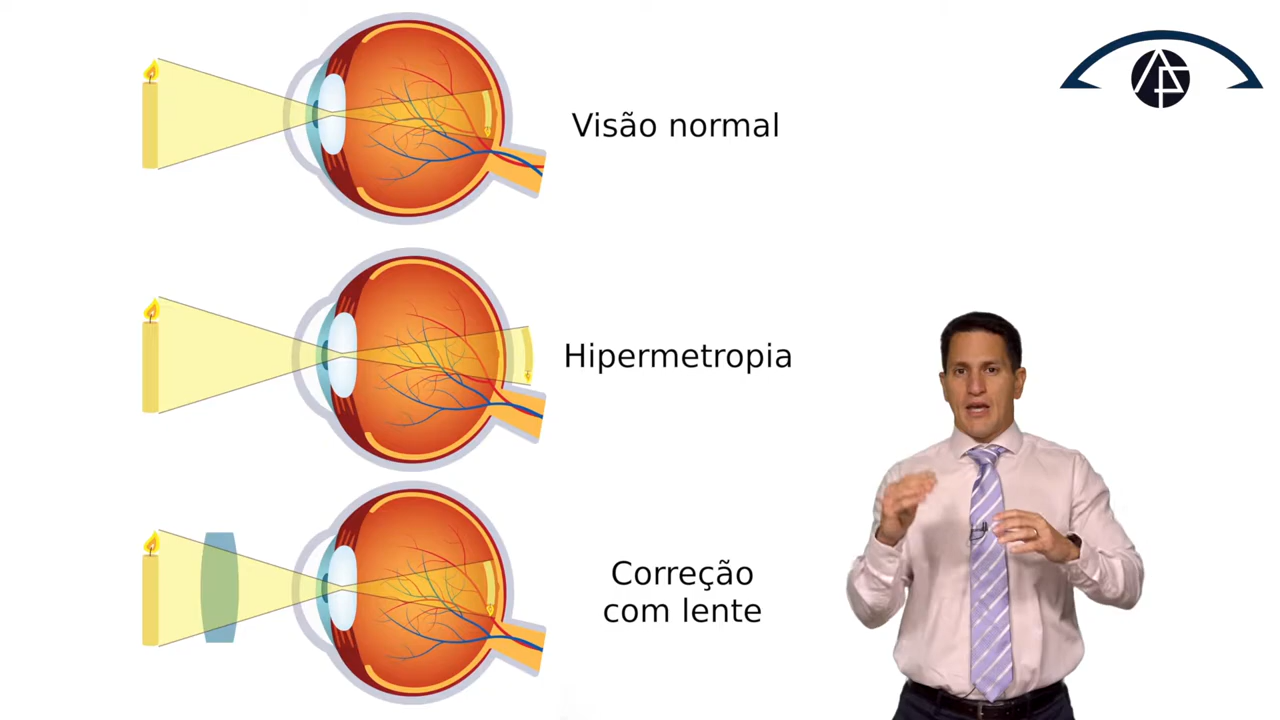 Visão normal
Hipermetropia
Correção
com lente